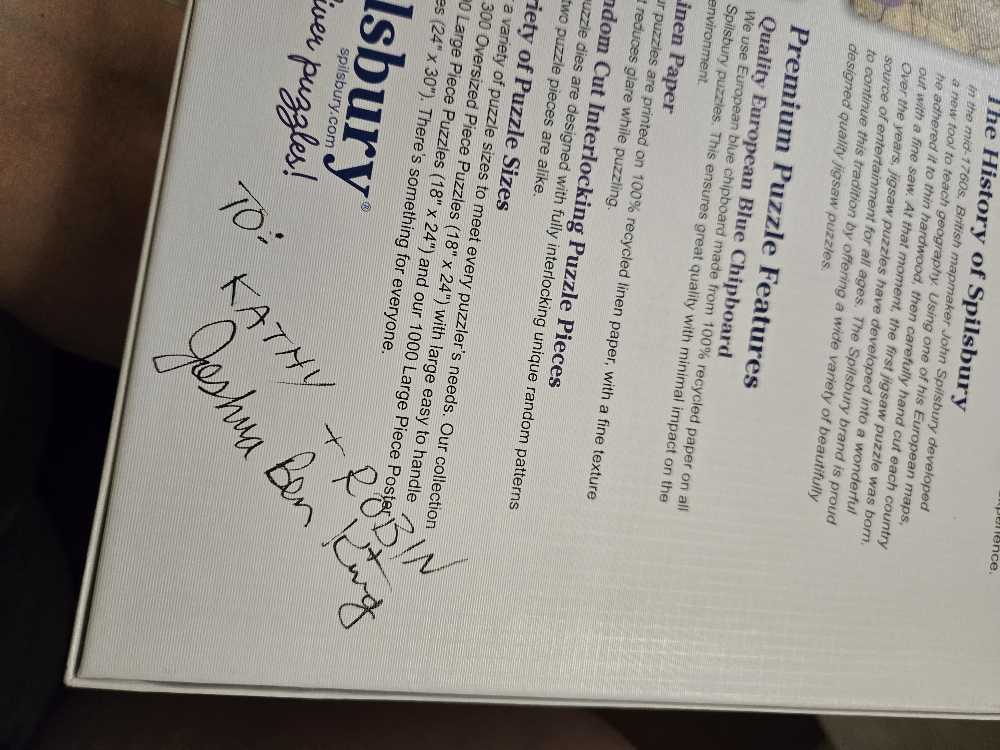 The History of Spilsbury
In the mid-1760s, British mapmaker John Spilsbury developed
a new tool to teach geography. Using one of his European maps,
he adhered it to thin hardwood, then carefully hand cut each country
out with a fine saw. At that moment, the first jigsaw puzzle was born.
Over the years, jigsaw puzzles have developed into a wonderful
source of entertainment for all ages. The Spilsbury brand is proud
to continue this tradition by offering a wide variety of beautifully
designed quality jigsaw puzzles.
Premium Puzzle Features
Quality European Blue Chipboard
We use European blue chipboard made from 100% recycled paper on all
Spilsbury puzzles. This ensures great quality with minimal impact on the
environment.
inen Paper
ur puzzles are printed on 100% recycled linen paper, with a fine texture
t reduces glare while puzzling.
ndom Cut Interlocking Puzzle Pieces
uzzle dies are designed with fully interlocking unique random patterns
two puzzle pieces are alike.
riety of Puzzle Sizes
a variety of puzzle sizes to meet every puzzler's needs. Our collection
300 Oversized Piece Puzzles (18" x 24") with large easy to handle
0 Large Piece Puzzles (18" x 24") and our 1000 Large Piece Poster
es (24" x 30"). There's something for everyone.
lsbury®
spilsbury.com
iver puzzles!
TO: KATHY + ROBIN
Joshua Ben